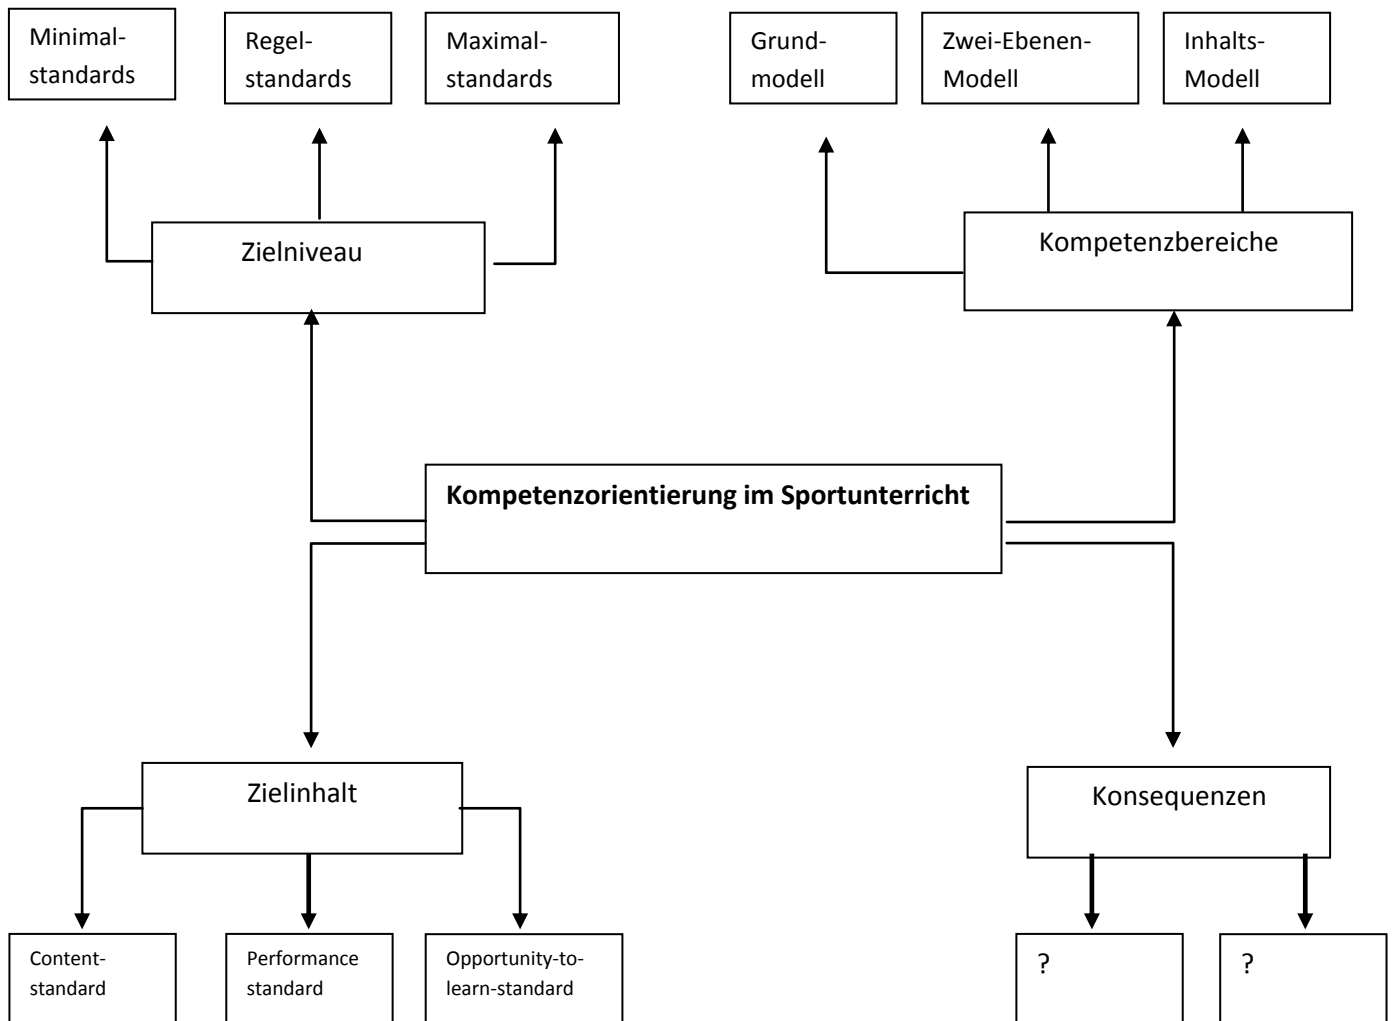 Minimal-
standards
Regel-
standards
Maximal-
standards
Grund-
modell
Zwei-Ebenen-
Modell
Inhalts-
Modell
Zielniveau
Kompetenzbereiche
Kompetenzorientierung im Sportunterricht
Zielinhalt
Konsequenzen
Content-
standard
Performance
standard
Opportunity-to-
learn-standard
?
?